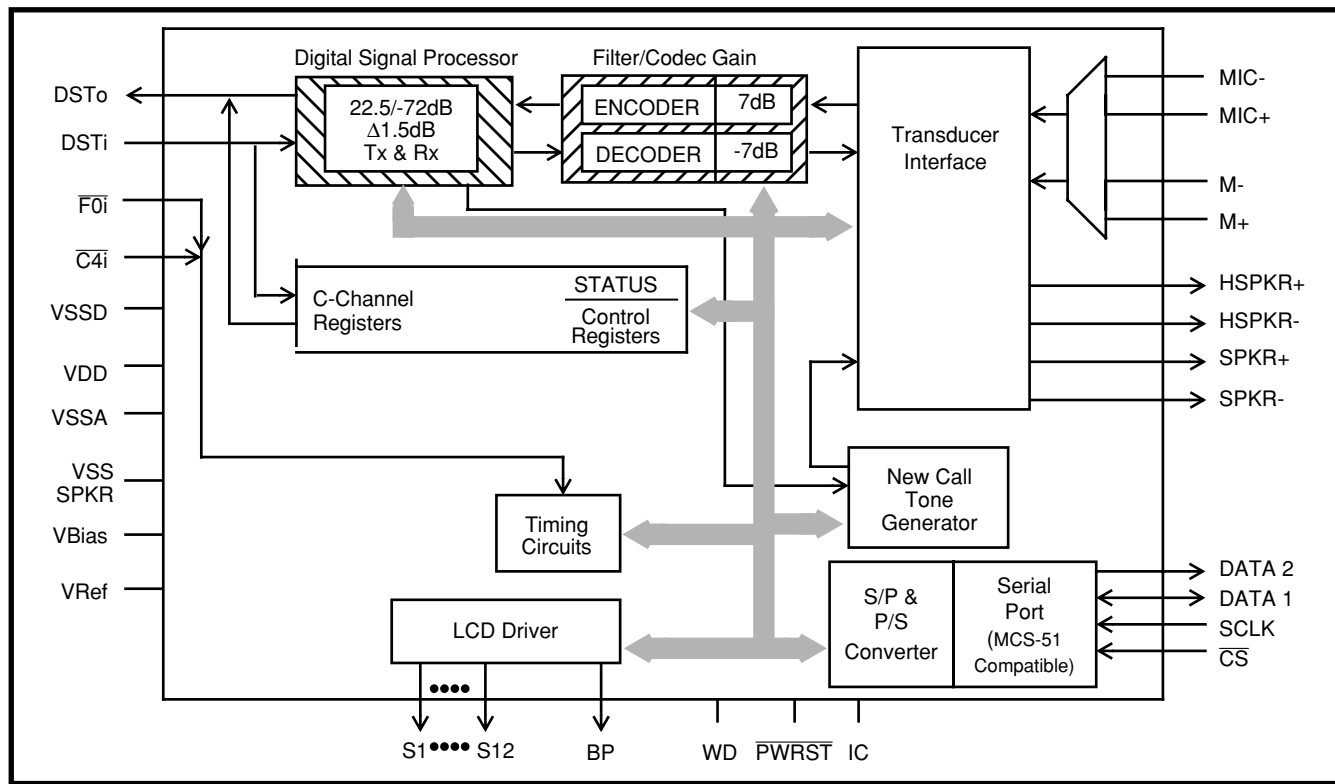 Digital Signal Processor
Filter/Codec Gain
DSTo
DSTi
F0i
C4i
VSSD
VDD
VSSA
VSS
SPKR
VBias
VRef
22.5/-72dB
Δ1.5dB
Tx & Rx
ENCODER
7dB
DECODER
-7dB
Transducer
Interface
MIC-
MIC+
M-
M+
HSPKR+
HSPKR-
SPKR+
SPKR-
C-Channel
Registers
STATUS
Control
Registers
New Call
Tone
Generator
Timing
Circuits
LCD Driver
S/P &
P/S
Converter
Serial
Port
(MCS-51
Compatible)
DATA 2
DATA 1
SCLK
CS
S1
S12
BP
WD
PWRST
IC